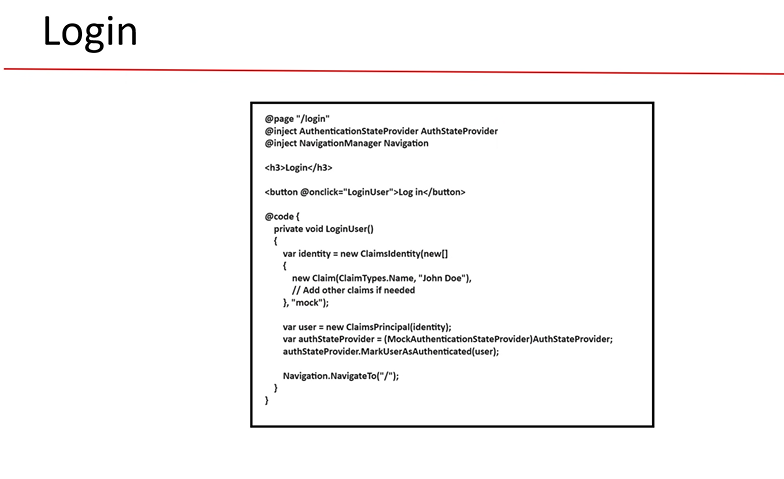 Login
@page "/login"
@inject AuthenticationStateProvider AuthStateProvider
@inject NavigationManager Navigation
<h3>Login</h3>
<button @onclick="LoginUser">Log in</button>
@code {
private void LoginUser()
{
var identity = new ClaimsIdentity(new[]
{
new Claim(ClaimTypes.Name, "John Doe"),
// Add other claims if needed
}, "mock");
var user = new ClaimsPrincipal(identity);
var authStateProvider = (MockAuthenticationStateProvider)AuthStateProvider;
authStateProvider.MarkUserAsAuthenticated(user);
Navigation.NavigateTo("/");
}
}